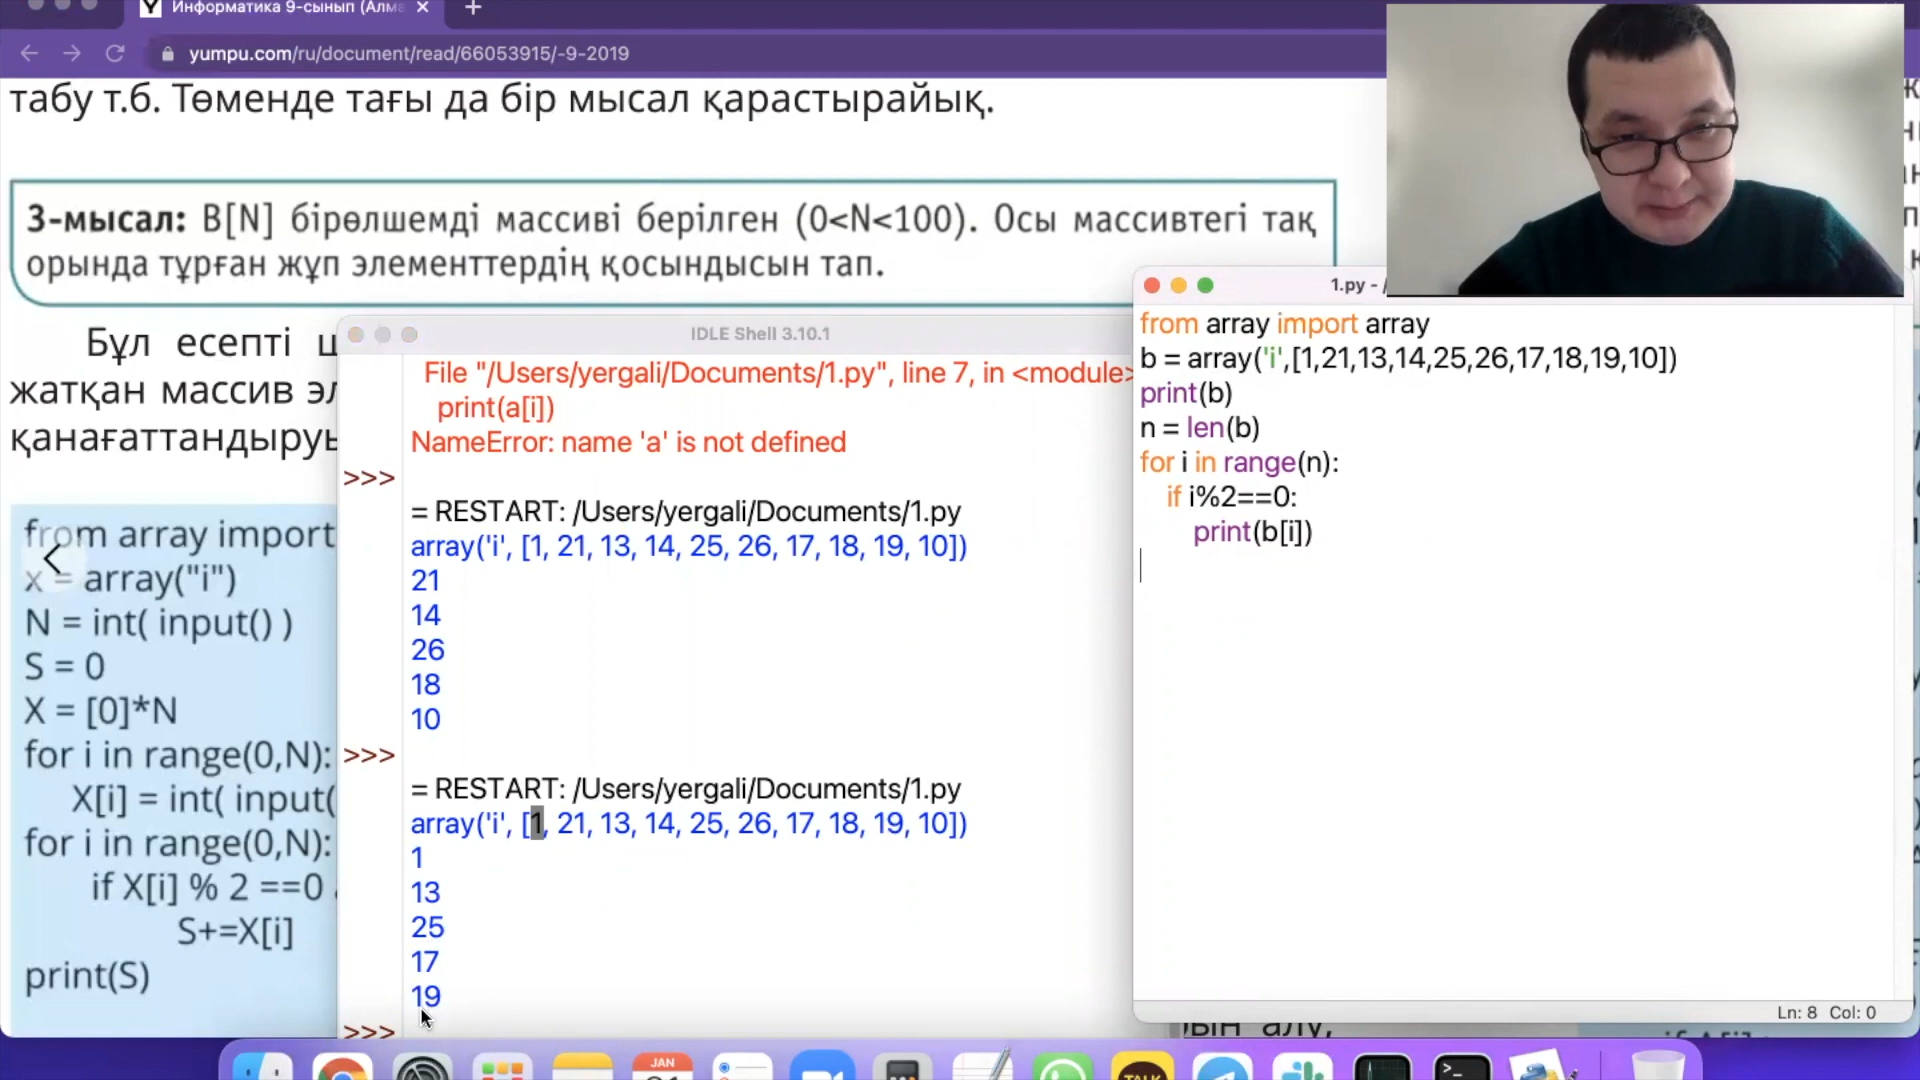 Информатика 9-сынып (Алма
yumpu.com/ru/document/read/66053915/-9-2019
табу т.б. Төменде тағы да бір мысал қарастырайық.
3-мысал: B[N] бірөлшемді массиві берілген (0<N<100). Осы массивтегі тақ
орында тұрған жұп элементтердің қосындысын тап.
Бұл есепті
жатқан массив
қанағаттандыру
from array import
x = array("i")
N = int( input() )
S = 0
X = [0]*N
for i in range(0,N):
X[i] = int( input(
for i in range(0,N):
if X[i] % 2 ==0
S+=X[i]
print(S)
IDLE Shell 3.10.1
File "/Users/yergali/Documents/1.py", line 7, in <module>
print(a[i])
NameError: name 'a' is not defined
>>>
= RESTART: /Users/yergali/Documents/1.py
array('i', [1, 21, 13, 14, 25, 26, 17, 18, 19, 10])
21
14
26
18
10
>>>
= RESTART: /Users/yergali/Documents/1.py
array('i', [1, 21, 13, 14, 25, 26, 17, 18, 19, 10])
1
13
25
17
19
>>>
1.py - /
from array import array
b = array('i',[1,21,13,14,25,26,17,18,19,10])
print(b)
n = len(b)
for i in range(n):
if i%2==0:
print(b[i])
Ln: 8 Col: 0
алу,
JAN
TALK